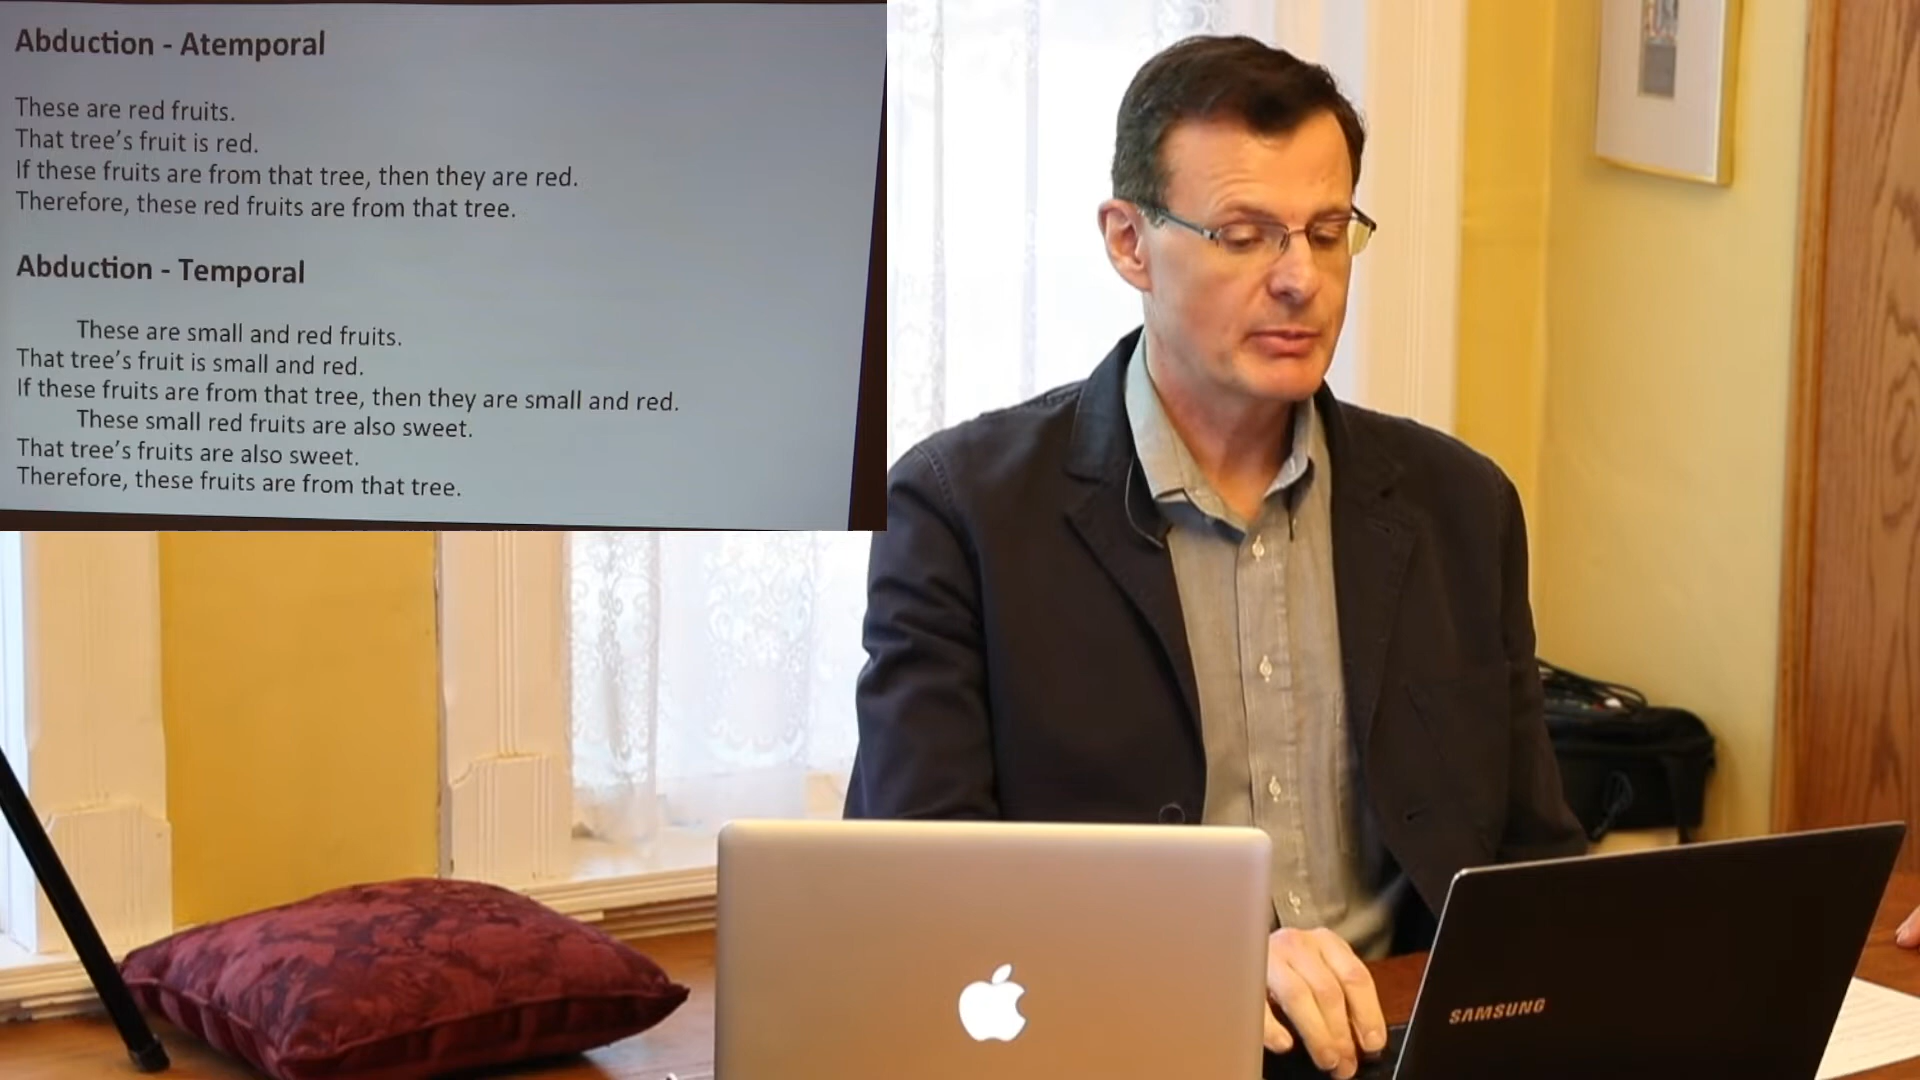 Abduction - Atemporal
These are red fruits.
That tree's fruit is red.
If these fruits are from that tree, then they are red.
Therefore, these red fruits are from that tree.
Abduction - Temporal
These are small and red fruits.
That tree's fruit is small and red.
If these fruits are from that tree, then they are small and red.
These small red fruits are also sweet.
That tree's fruits are also sweet.
Therefore, these fruits are from that tree.
SAMSUNG